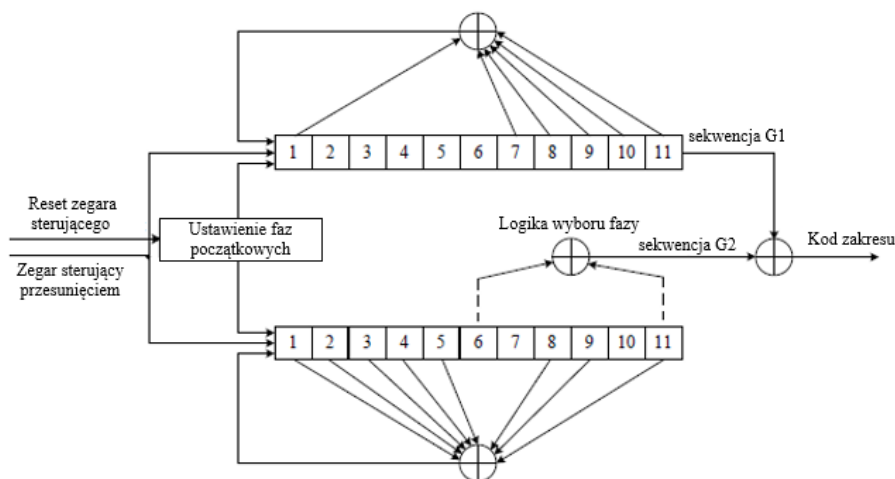 1 2 3 4 5 6 7 8 9 10 11
sekwencja G1
Reset zegara
sterującego
Ustawienie faz
początkowych
Zegar sterujący
przesunięciem
Logika wyboru fazy
sekwencja G2
Kod zakresu
1 2 3 4 5 6 7 8 9 10 11